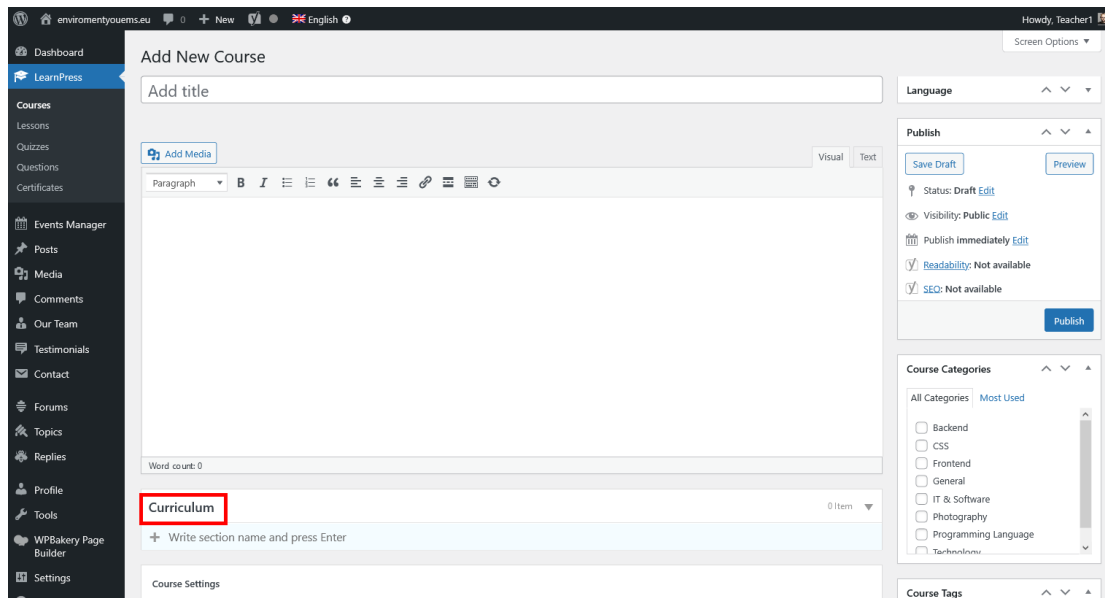 enviromentyouems.eu 0 New English
Howdy, Teacher1
Screen Options
Dashboard
LearnPress
Courses
Lessons
Quizzes
Questions
Certificates
Events Manager
Posts
Media
Comments
Our Team
Testimonials
Contact
Forums
Topics
Replies
Profile
Tools
WPBakery Page
Builder
Settings
Add New Course
Add title
Add Media
Visual Text
Paragraph
Word count: 0
Curriculum
0 Item
Write section name and press Enter
Course Settings
Language
Publish
Save Draft Preview
Status: Draft Edit
Visibility: Public Edit
Publish immediately Edit
Readability: Not available
SEO: Not available
Publish
Course Categories
All Categories Most Used
Backend
CSS
Frontend
General
IT & Software
Photography
Programming Language
Technology
Course Tags